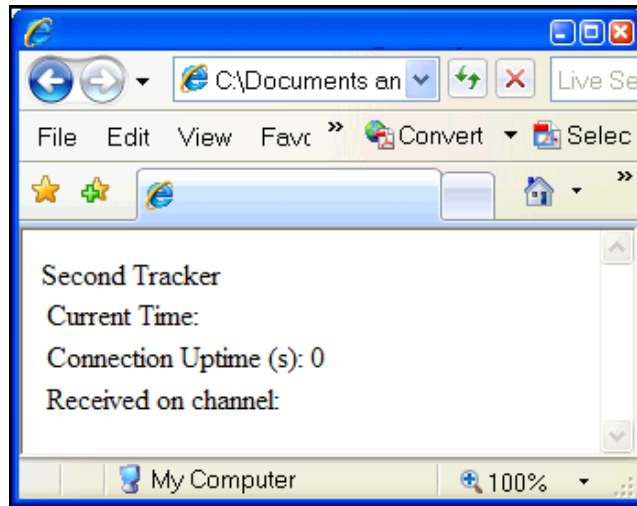 C:\Documents an
Live Se
File Edit View Favc » Convert Selec
»
Second Tracker
Current Time:
Connection Uptime (s): 0
Received on channel:
My Computer 100%